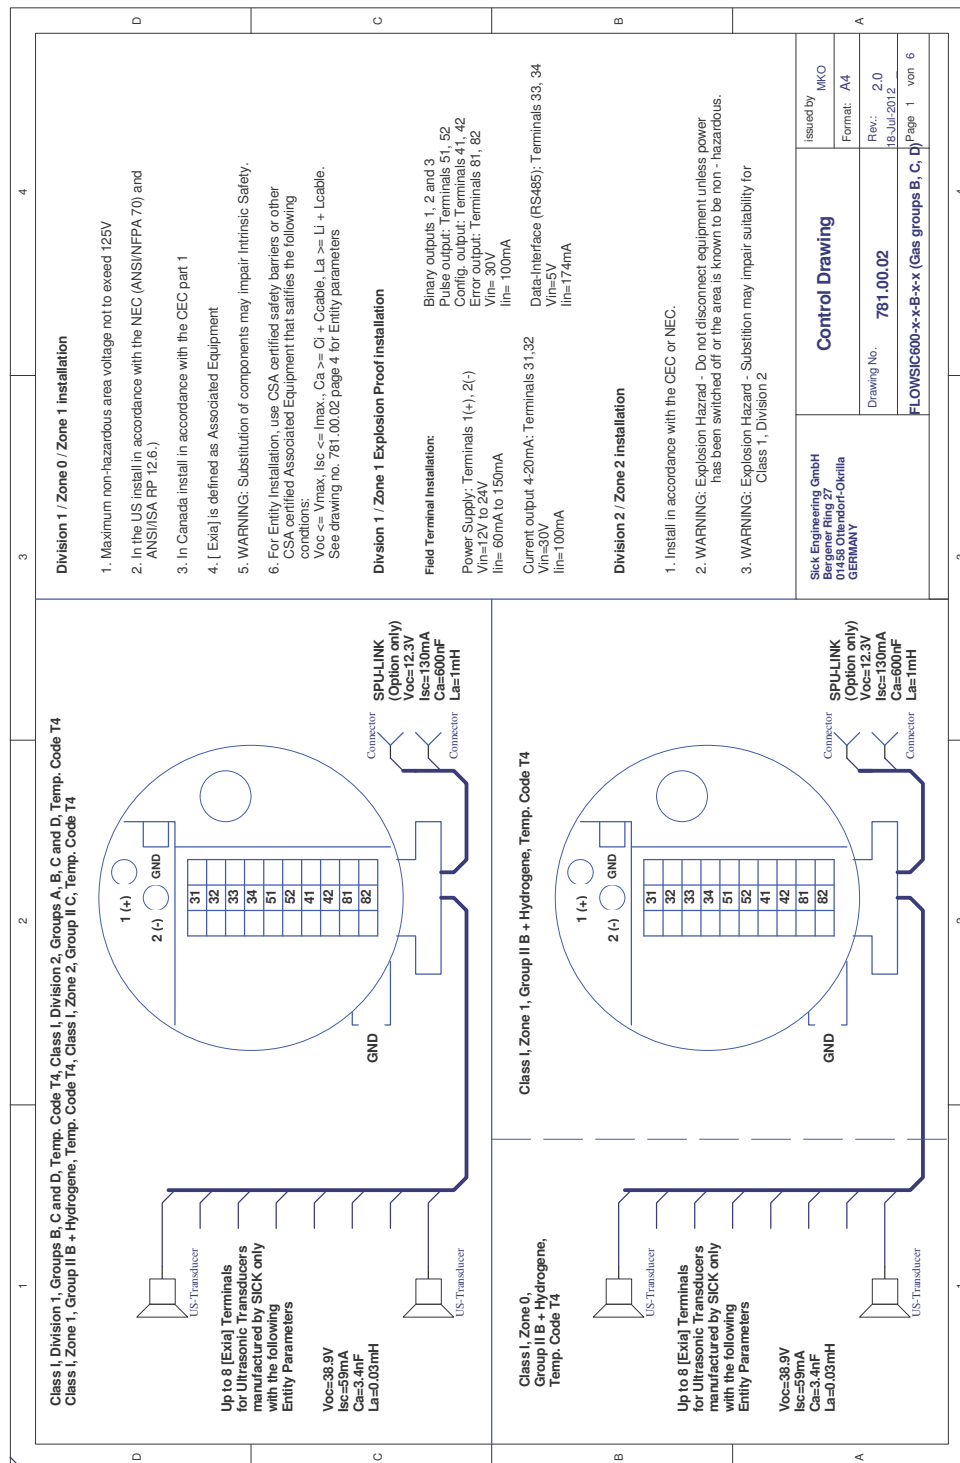 1
2
3
4
D
C
B
A
Class I, Division 1, Groups B, C and D, Temp. Code T4, Class I, Division 2, Groups A, B, C and D, Temp. Code T4
Class I, Zone 1, Group II B + Hydrogene, Temp. Code T4, Class I, Zone 2, Group II C, Temp. Code T4
US-Transducer
Up to 8 [Exia] Terminals
for Ultrasonic Transducers
manufactured by SICK only
with the following
Entity Parameters
Voc=38.9V
Isc=59mA
Ca=3.4nF
La=0.03mH
US-Transducer
1 (+)
2 (-)
GND
31
32
33
34
51
52
41
42
81
82
GND
Connector
Connector
SPU-LINK
(Option only)
Voc=12.3V
Isc=130mA
Ca=600nF
La=1mH
Class I, Zone 0,
Group II B + Hydrogene,
Temp. Code T4
Class I, Zone 1, Group II B + Hydrogene, Temp. Code T4
US-Transducer
Up to 8 [Exia] Terminals
for Ultrasonic Transducers
manufactured by SICK only
with the following
Entity Parameters
Voc=38.9V
Isc=59mA
Ca=3.4nF
La=0.03mH
US-Transducer
1 (+)
2 (-)
GND
31
32
33
34
51
52
41
42
81
82
GND
Connector
Connector
SPU-LINK
(Option only)
Voc=12.3V
Isc=130mA
Ca=600nF
La=1mH
Division 1 / Zone 0 / Zone 1 installation
1. Maximum non-hazardous area voltage not to exceed 125V
2. In the US install in accordance with the NEC (ANSI/NFPA 70) and
ANSI/ISA RP 12.6.)
3. In Canada install in accordance with the CEC part 1
4. [ Exia] is defined as Associated Equipment
5. WARNING: Substitution of components may impair Intrinsic Safety.
6. For Entity Installation, use CSA certified safety barriers or other
CSA certified Associated Equipment that satifies the following
condtions:
Voc <= Vmax, Isc <= Imax., Ca >= Ci + Ccable, La >= Li + Lcable.
See drawing no. 781.00.02 page 4 for Entity parameters
Divsion 1 / Zone 1 Explosion Proof installation
Field Terminal Installation:
Power Supply: Terminals 1(+), 2(-)
Vin=12V to 24V
Iin= 60mA to 150mA
Current output 4-20mA: Terminals 31,32
Vin=30V
Iin=100mA
Binary outputs 1, 2 and 3
Pulse output: Terminals 51, 52
Config. output: Terminals 41, 42
Error output: Terminals 81, 82
Vin= 30V
Iin= 100mA
Data-Interface (RS485): Terminals 33, 34
Vin=5V
Iin=174mA
Division 2 / Zone 2 installation
1. Install in accordance with the CEC or NEC.
2. WARNING: Explosion Hazrad - Do not disconnect equipment unless power
has been switched off or the area is known to be non - hazardous.
3. WARNING: Explosion Hazard - Substition may impair suitability for
Class 1, Division 2
Sick Engineering GmbH
Bergener Ring 27
01458 Ottendorf-Okrilla
GERMANY
Control Drawing
issued by
MKO
Format: A4
Drawing No. 781.00.02
Rev.: 2.0
18-Jul-2012
FLOWSIC600-x-x-B-x-x (Gas groups B, C, D)
Page 1 von 6
D
C
B
A